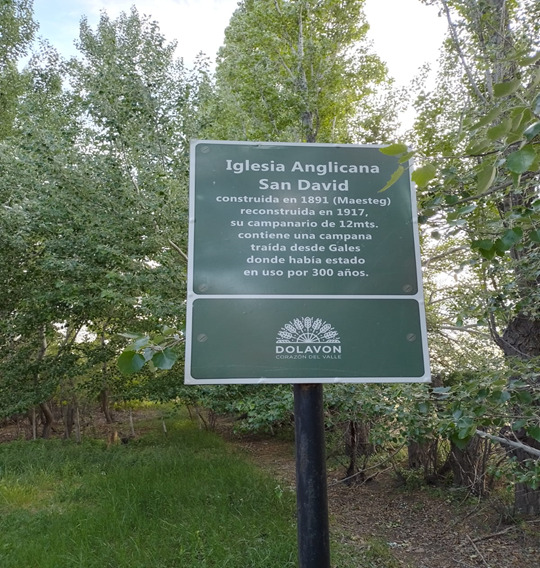 Iglesia Anglicana
San David
construida en 1891 (Maesteg)
reconstruida en 1917,
su campanario de 12mts.
contiene una campana
traída desde Gales
donde había estado
en uso por 300 años.
DOLAVON
CORAZÓN DEL VALLE